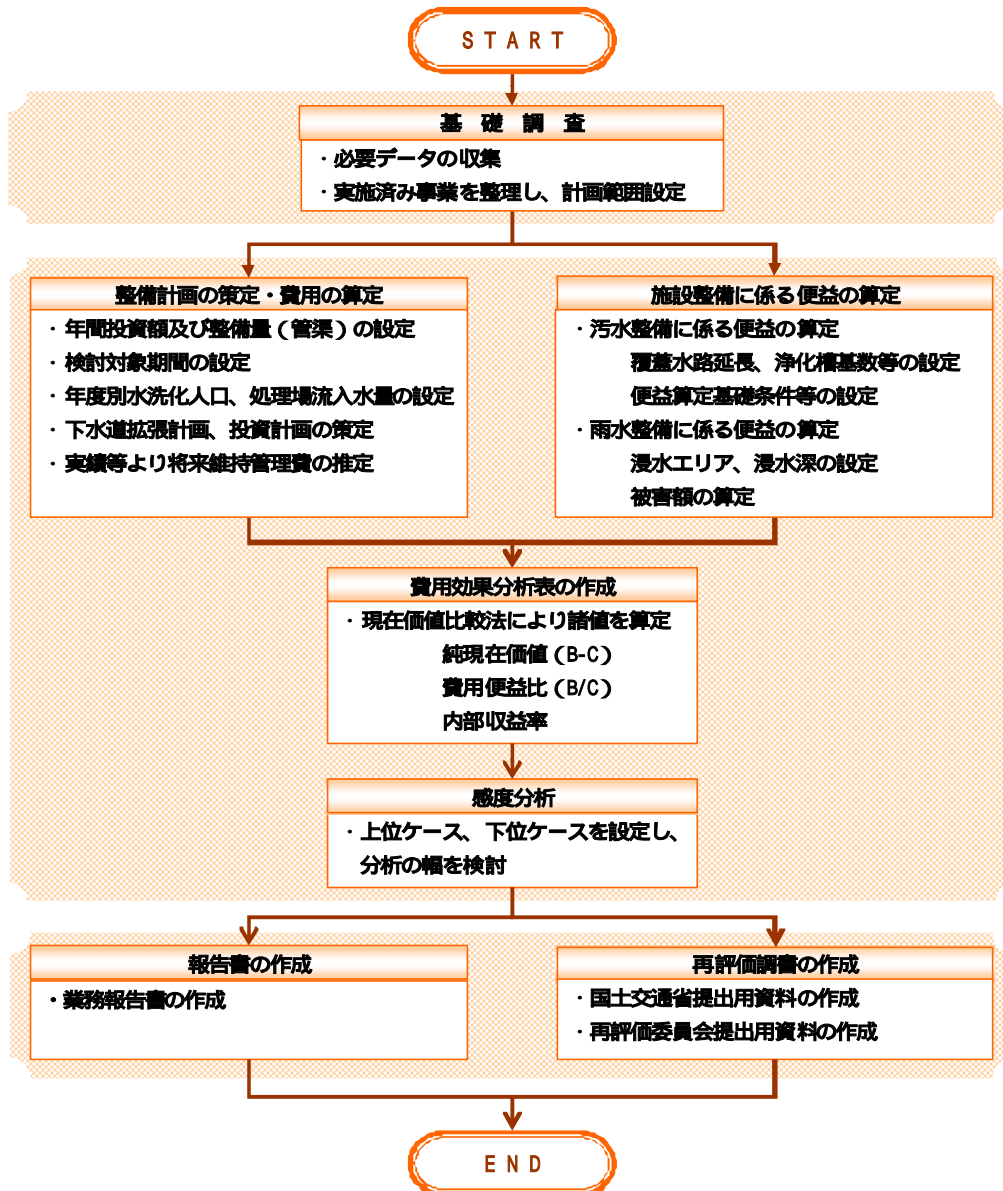 START
基礎調査
・必要データの収集
・実施済み事業を整理し、計画範囲設定
整備計画の策定・費用の算定
・年間投資額及び整備量（管渠）の設定
・検討対象期間の設定
・年度別水洗化人口、処理場流入水量の設定
・下水道拡張計画、投資計画の策定
・実績等より将来維持管理費の推定
施設整備に係る便益の算定
・汚水整備に係る便益の算定
覆蓋水路延長、浄化槽基数等の設定
便益算定基礎条件等の設定
・雨水整備に係る便益の算定
浸水エリア、浸水深の設定
被害額の算定
費用効果分析表の作成
・現在価値比較法により諸値を算定
純現在価値（B-C）
費用便益比（B/C）
内部収益率
感度分析
・上位ケース、下位ケースを設定し、
分析の幅を検討
報告書の作成
・業務報告書の作成
再評価調書の作成
・国土交通省提出用資料の作成
・再評価委員会提出用資料の作成
END